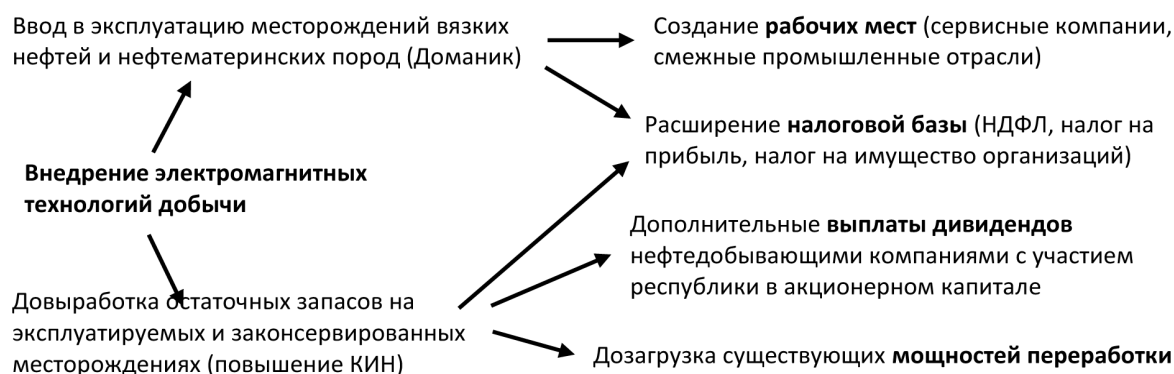 Ввод в эксплуатацию месторождений вязких
нефтей и нефтематеринских пород (Доманик)
Создание рабочих мест (сервисные компании,
смежные промышленные отрасли)
Расширение налоговой базы (НДФЛ, налог на
прибыль, налог на имущество организаций)
Внедрение электромагнитных
технологий добычи
Дополнительные выплаты дивидендов
нефтедобывающими компаниями с участием
республики в акционерном капитале
Довыработка остаточных запасов на
эксплуатируемых и законсервированных
месторождениях (повышение КИН)
Дозагрузка существующих мощностей переработки